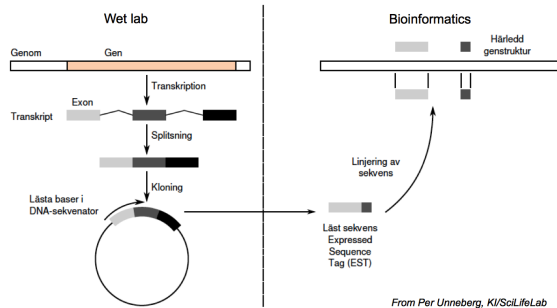 Wet lab
Bioinformatics
Genom
Gen
Transkription
Transkript
Exon
Splitsning
Kloning
Lästa baser i
DNA-sekvenator
Härledd
genstruktur
Linjering av
sekvens
Läst sekvens
Expressed
Sequence
Tag (EST)
From Per Unneberg, KI/SciLifeLab